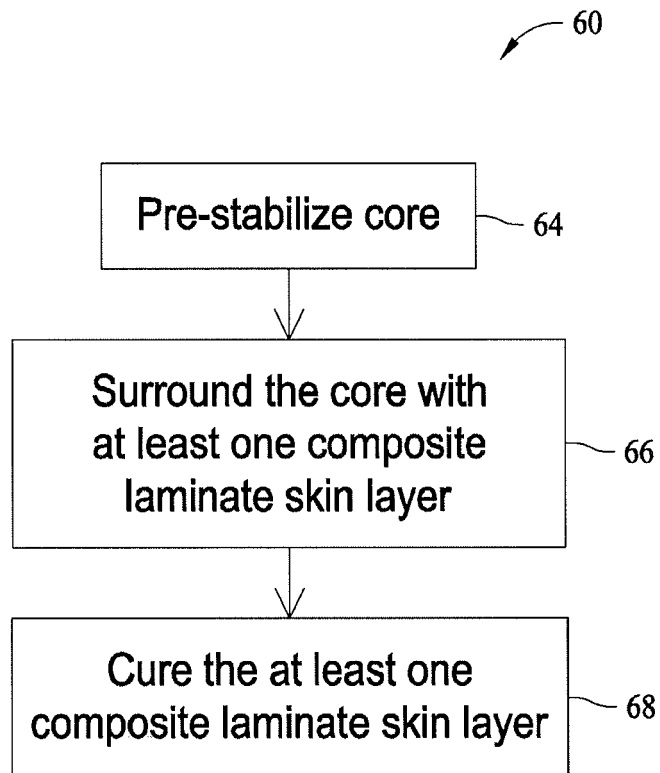 60
Pre-stabilize core
64
Surround the core with
at least one composite
laminate skin layer
66
Cure the at least one
composite laminate skin layer
68